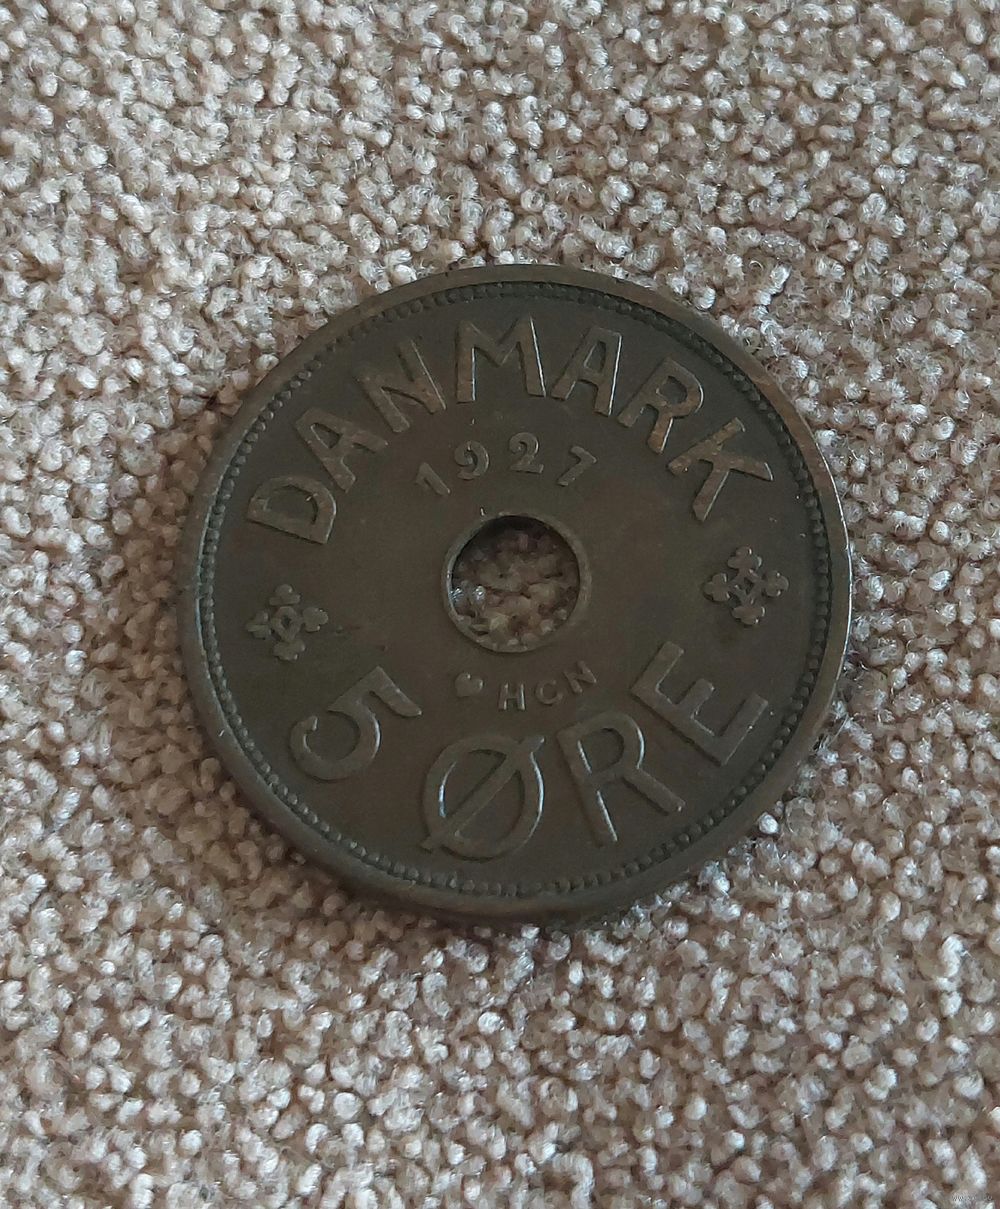 DANMARK
1927
♥ HCN
5 ØRE